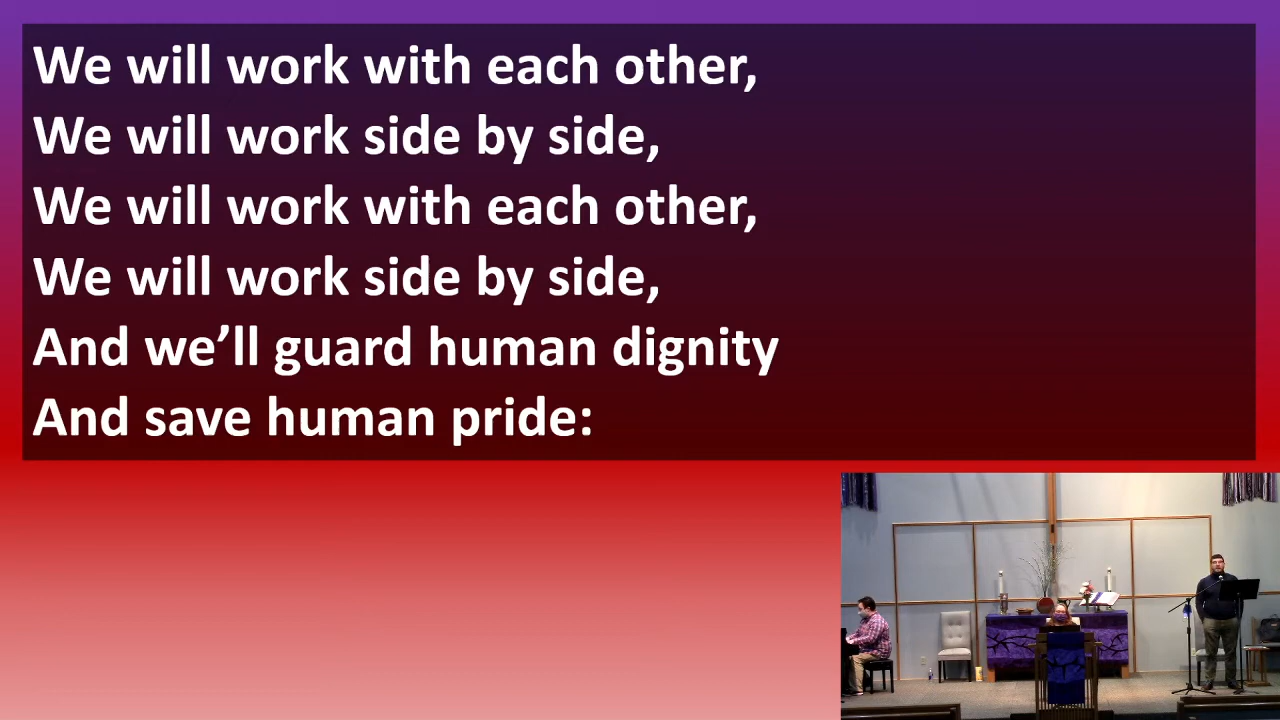 We will work with each other,
We will work side by side,
We will work with each other,
We will work side by side,
And we’ll guard human dignity
And save human pride: